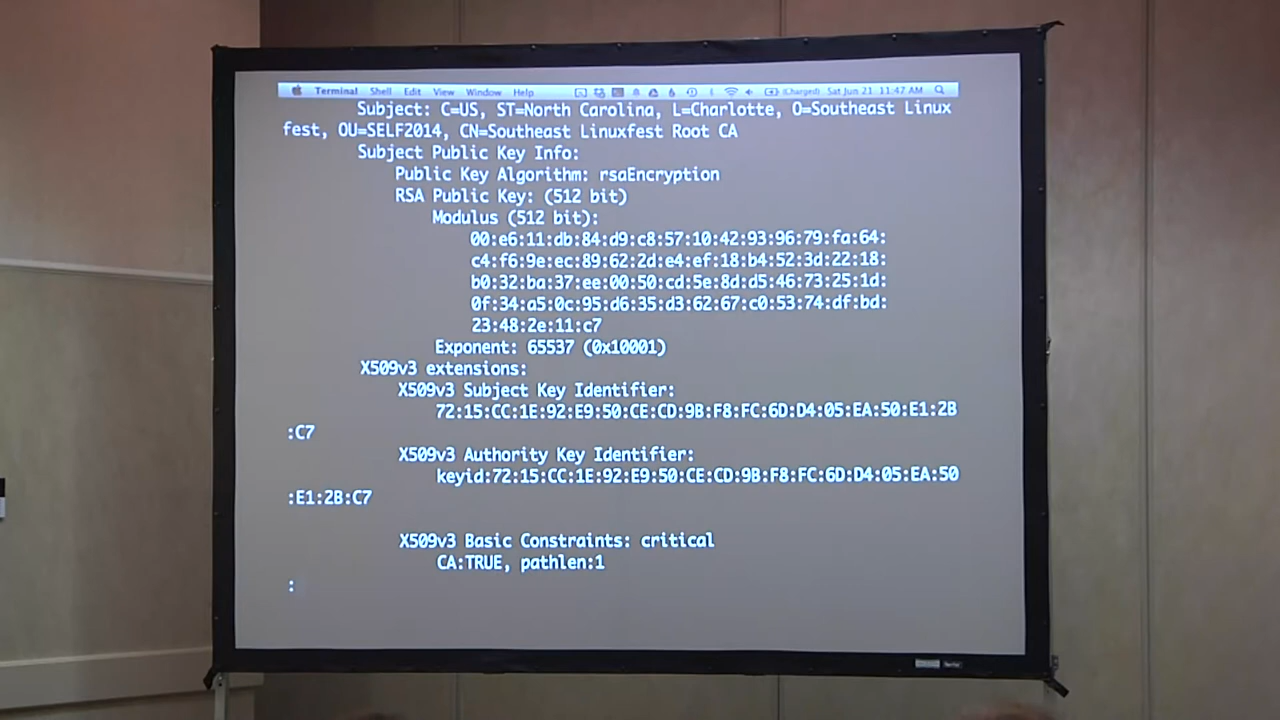 Terminal Shell Edit View Window Help (Charged) Sat Jun 21 11:47 AM
Subject: C=US, ST=North Carolina, L=Charlotte, O=Southeast Linux
fest, OU=SELF2014, CN=Southeast Linuxfest Root CA
Subject Public Key Info:
Public Key Algorithm: rsaEncryption
RSA Public Key: (512 bit)
Modulus (512 bit):
00:e6:11:db:84:d9:c8:57:10:42:93:96:79:fa:64:
c4:f6:9e:ec:89:62:2d:e4:ef:18:b4:52:3d:22:18:
b0:32:ba:37:ee:00:50:cd:5e:8d:d5:46:73:25:1d:
0f:34:a5:0c:95:d6:35:d3:62:67:c0:53:74:df:bd:
23:48:2e:11:c7
Exponent: 65537 (0x10001)
X509v3 extensions:
X509v3 Subject Key Identifier:
72:15:CC:1E:92:E9:50:CE:CD:9B:F8:FC:6D:D4:05:EA:50:E1:2B
:C7
X509v3 Authority Key Identifier:
keyid:72:15:CC:1E:92:E9:50:CE:CD:9B:F8:FC:6D:D4:05:EA:50
:E1:2B:C7
X509v3 Basic Constraints: critical
CA:TRUE, pathlen:1
: